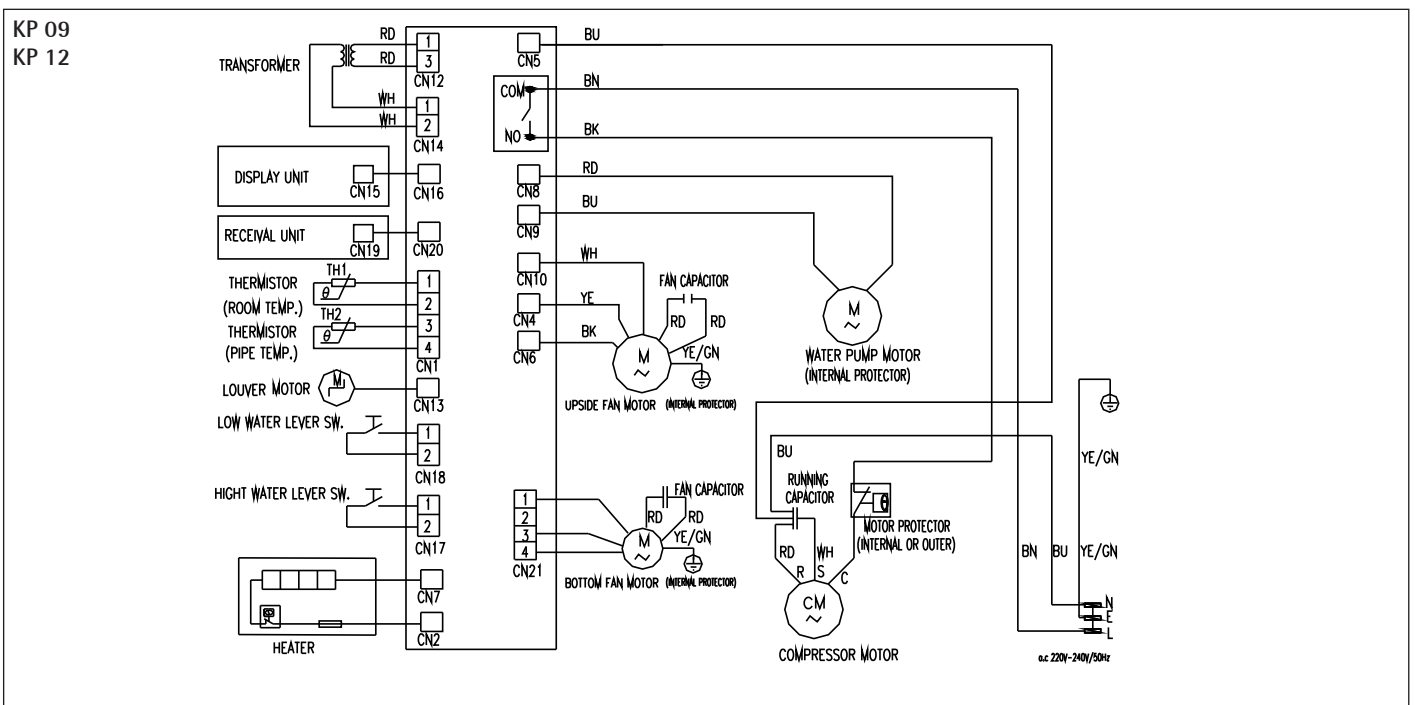 KP 09
KP 12
TRANSFORMER
RD
RD
WH
WH
1
3
CN12
1
2
CN14
DISPLAY UNIT
CN15
CN16
RECEIVAL UNIT
CN19
CN20
THERMISTOR
(ROOM TEMP.)
TH1
θ
THERMISTOR
(PIPE TEMP.)
TH2
θ
1
2
3
4
CN1
LOUVER MOTOR
M
CN13
LOW WATER LEVER SW.
1
2
CN18
HIGHT WATER LEVER SW.
1
2
CN17
CN7
CN2
HEATER
CN5
BU
COM
BN
NO
BK
CN8
RD
CN9
BU
CN10
WH
CN4
YE
CN6
BK
FAN CAPACITOR
RD
RD
YE/GN
M
~
UPSIDE FAN MOTOR (INTERNAL PROTECTOR)
M
~
WATER PUMP MOTOR
(INTERNAL PROTECTOR)
1
2
3
4
CN21
FAN CAPACITOR
RD
RD
YE/GN
M
~
BOTTOM FAN MOTOR (INTERNAL PROTECTOR)
BU
RUNNING
CAPACITOR
RD
WH
R
S
C
CM
~
COMPRESSOR MOTOR
θ
MOTOR PROTECTOR
(INTERNAL OR OUTER)
YE/GN
BN
BU
YE/GN
N
E
L
a.c 220V-240V/50Hz